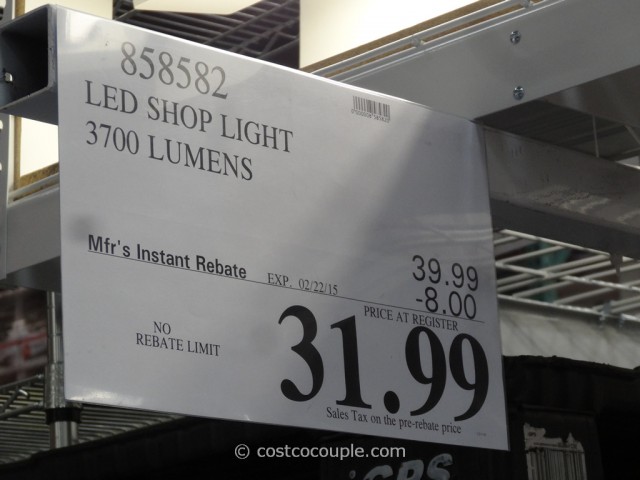 858582
LED SHOP LIGHT
3700 LUMENS
Mfr's Instant Rebate EXP. 02/22/15 39.99
-8.00
PRICE AT REGISTER
NO
REBATE LIMIT
31.99
Sales Tax on the pre-rebate price
© costcocouple.com